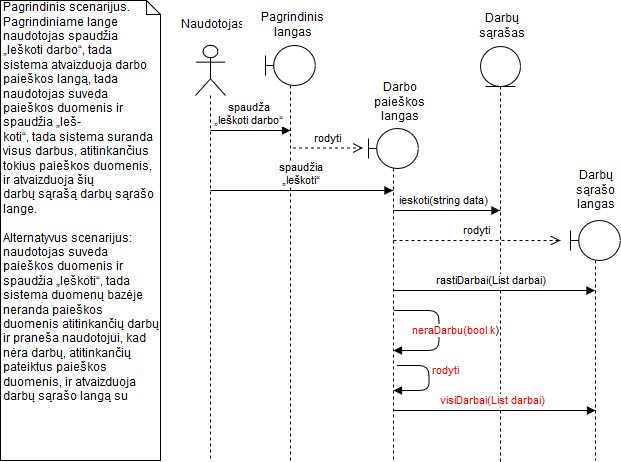 Pagrindinis scenarijus.
Pagrindiniame lange
naudotojas spaudžia
„Ieškoti darbo“, tada
sistema atvaizduoja darbo
paieškos langą, tada
naudotojas suveda
paieškos duomenis ir
spaudžia „Ieš-
koti“, tada sistema suranda
visus darbus, atitinkančius
tokius paieškos duomenis,
ir atvaizduoja šių
darbų sąrašą darbų sąrašo
lange.
Alternatyvus scenarijus:
naudotojas suveda
paieškos duomenis ir
spaudžia „Ieškoti“, tada
sistema duomenų bazėje
neranda paieškos
duomenis atitinkančių darbų
ir praneša naudotojui, kad
nėra darbų, atitinkančių
pateiktus paieškos
duomenis, ir atvaizduoja
darbų sąrašo langą su
Naudotojas
Pagrindinis
langas
Darbų
sąrašas
Darbo
paieškos
langas
Darbų
sąrašo
langas
spaudža
„Ieškoti darbo“
rodyti
spaudžia
„Ieškoti“
ieskoti(string data)
rodyti
rastiDarbai(List darbai)
neraDarbu(bool k)
rodyti
visiDarbai(List darbai)